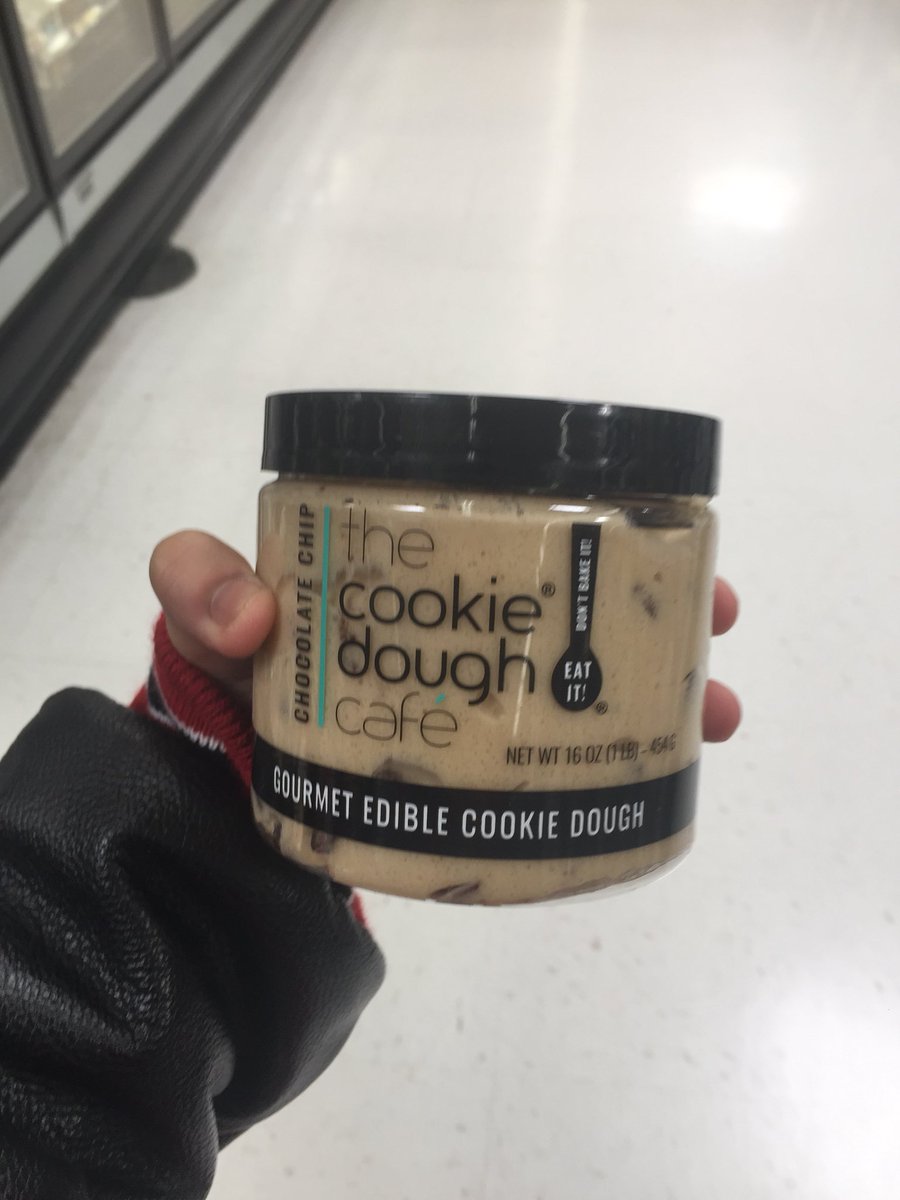 CHOCOLATE CHIP
the
cookie®
dough
café
DON'T BAKE IT!
EAT
IT!®
NET WT 16 OZ (1 LB) - 454G
GOURMET EDIBLE COOKIE DOUGH